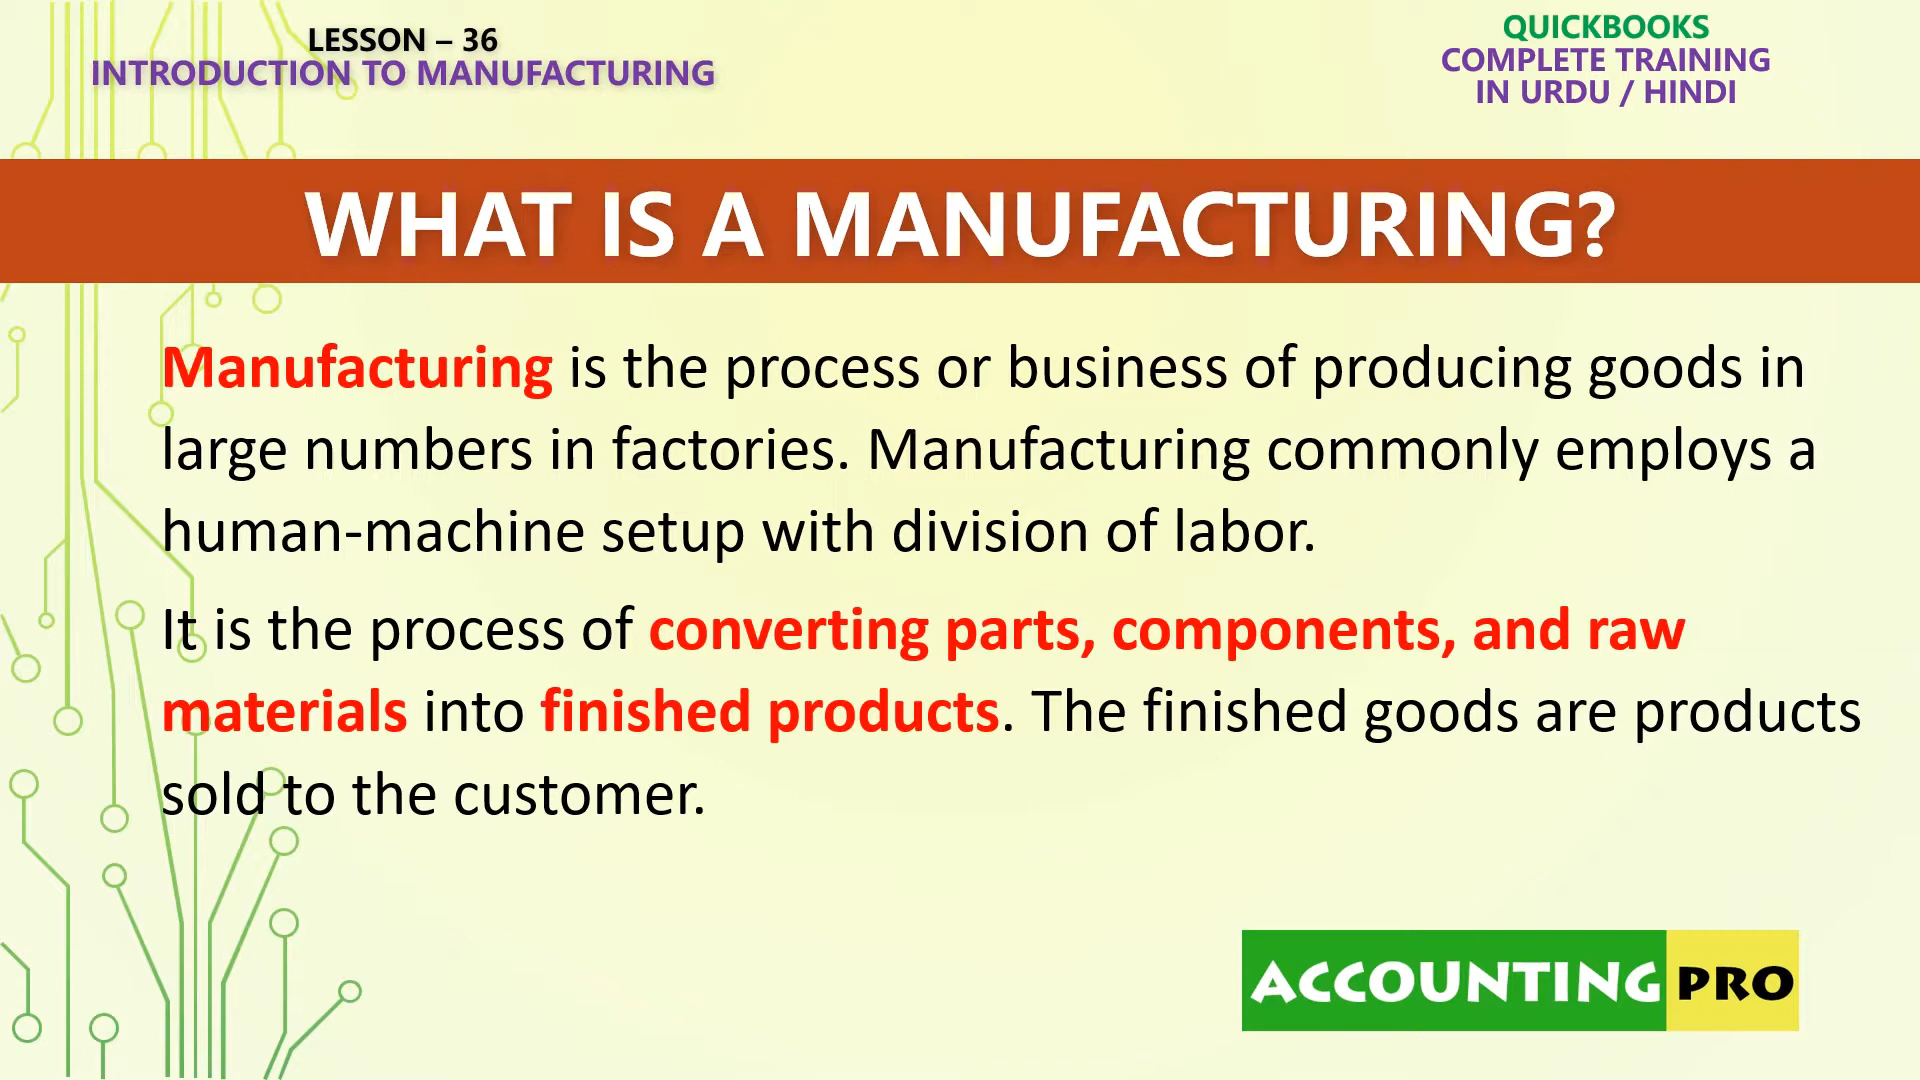 LESSON – 36
INTRODUCTION TO MANUFACTURING
QUICKBOOKS
COMPLETE TRAINING
IN URDU / HINDI
WHAT IS A MANUFACTURING?
Manufacturing is the process or business of producing goods in
large numbers in factories. Manufacturing commonly employs a
human-machine setup with division of labor.
It is the process of converting parts, components, and raw
materials into finished products. The finished goods are products
sold to the customer.
ACCOUNTING PRO